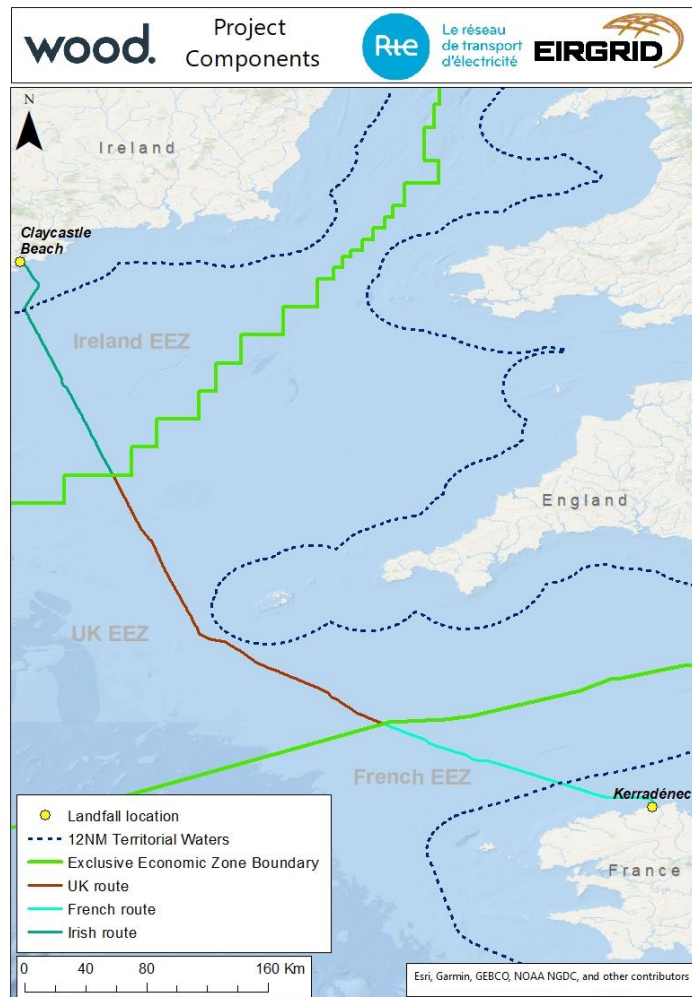 wood.
Project
Components
Rte
Le réseau
de transport
d'électricité
EIRGRID
N
Ireland
Claycastle
Beach
Ireland EEZ
England
UK EEZ
French EEZ
Kerradénec
France
Landfall location
12NM Territorial Waters
Exclusive Economic Zone Boundary
UK route
French route
Irish route
0 40 80 160 Km
Esri, Garmin, GEBCO, NOAA NGDC, and other contributors